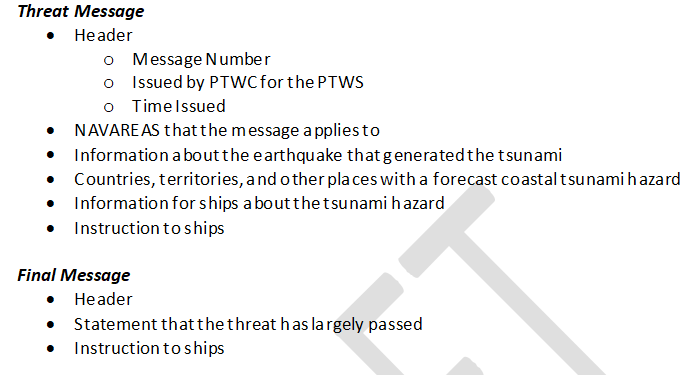 Threat Message
• Header
o Message Number
o Issued by PTWC for the PTWS
o Time Issued
• NAVAREAS that the message applies to
• Information about the earthquake that generated the tsunami
• Countries, territories, and other places with a forecast coastal tsunami hazard
• Information for ships about the tsunami hazard
• Instruction to ships
Final Message
• Header
• Statement that the threat has largely passed
• Instruction to ships